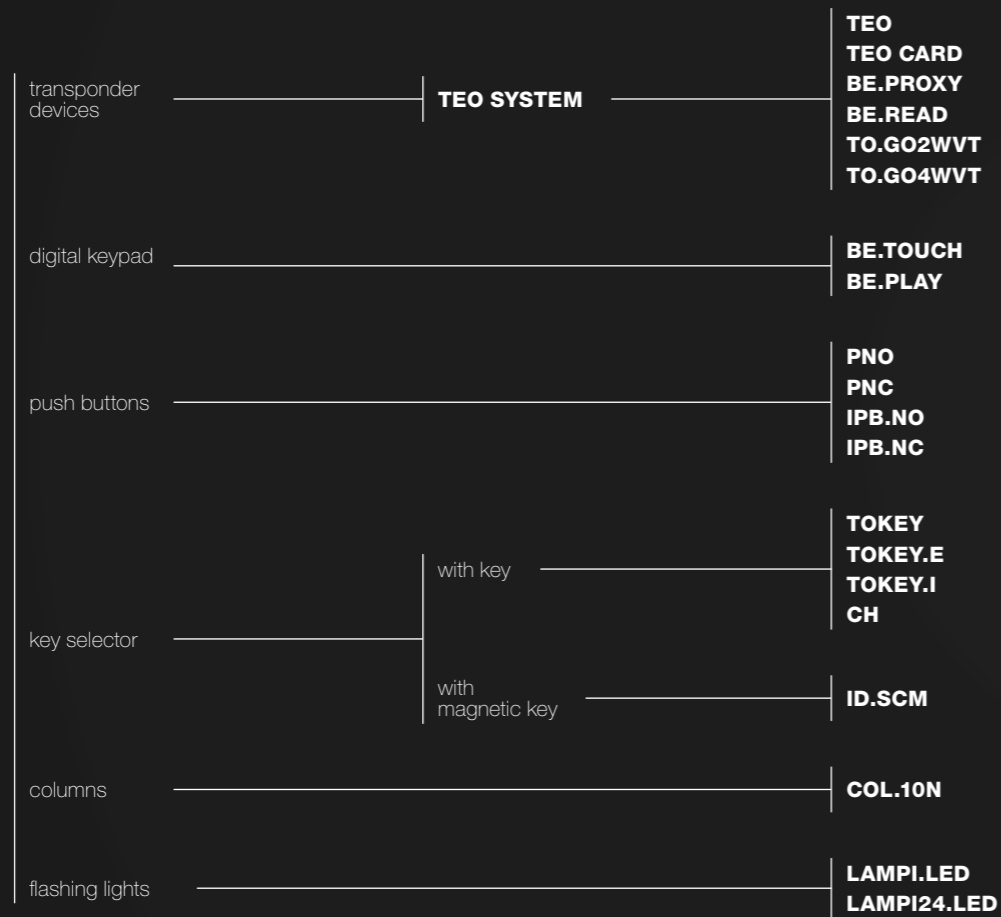 transponder
devices
TEO SYSTEM
TEO
TEO CARD
BE.PROXY
BE.READ
TO.GO2WVT
TO.GO4WVT
digital keypad
BE.TOUCH
BE.PLAY
push buttons
PNO
PNC
IPB.NO
IPB.NC
key selector
with key
TOKEY
TOKEY.E
TOKEY.I
CH
with
magnetic key
ID.SCM
columns
COL.10N
flashing lights
LAMPI.LED
LAMPI24.LED